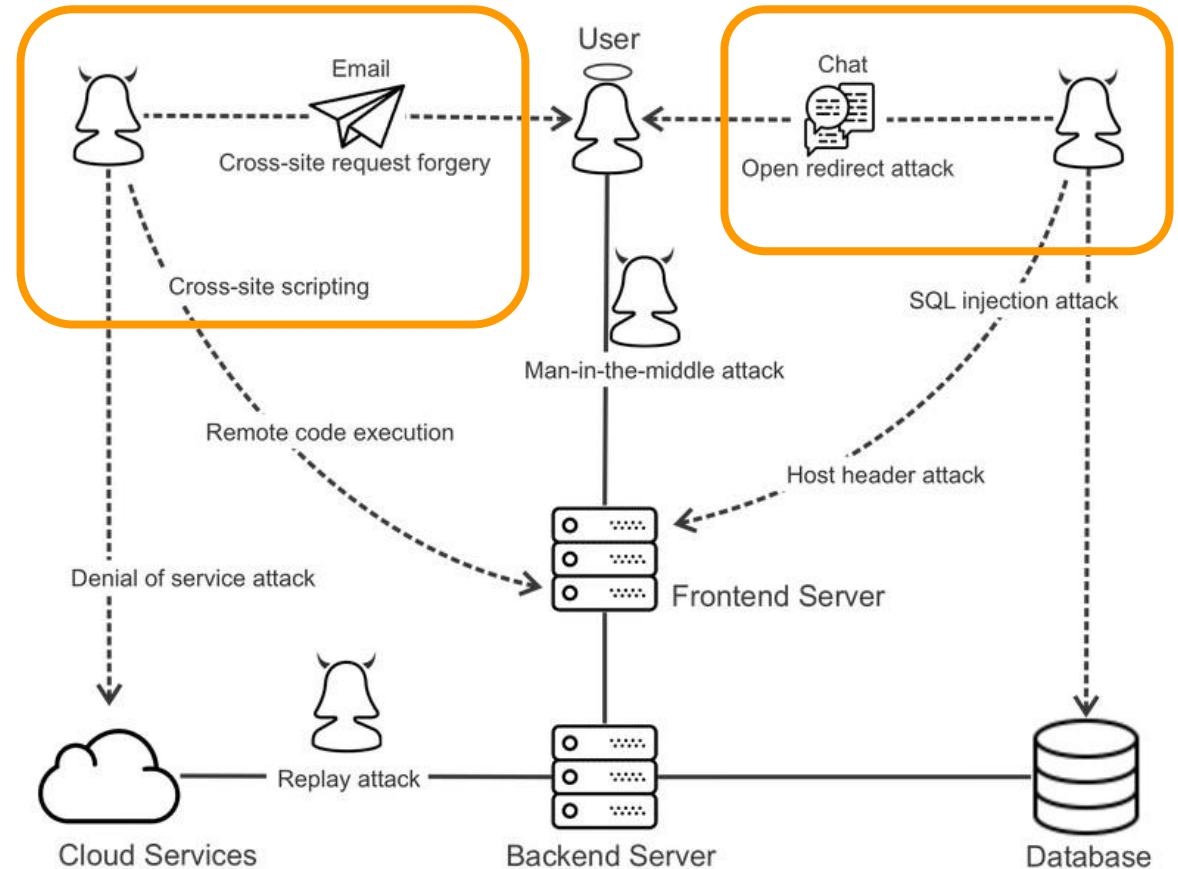 User
Email
Chat
Cross-site request forgery
Open redirect attack
Cross-site scripting
SQL injection attack
Man-in-the-middle attack
Remote code execution
Host header attack
Denial of service attack
Frontend Server
Replay attack
Cloud Services
Backend Server
Database